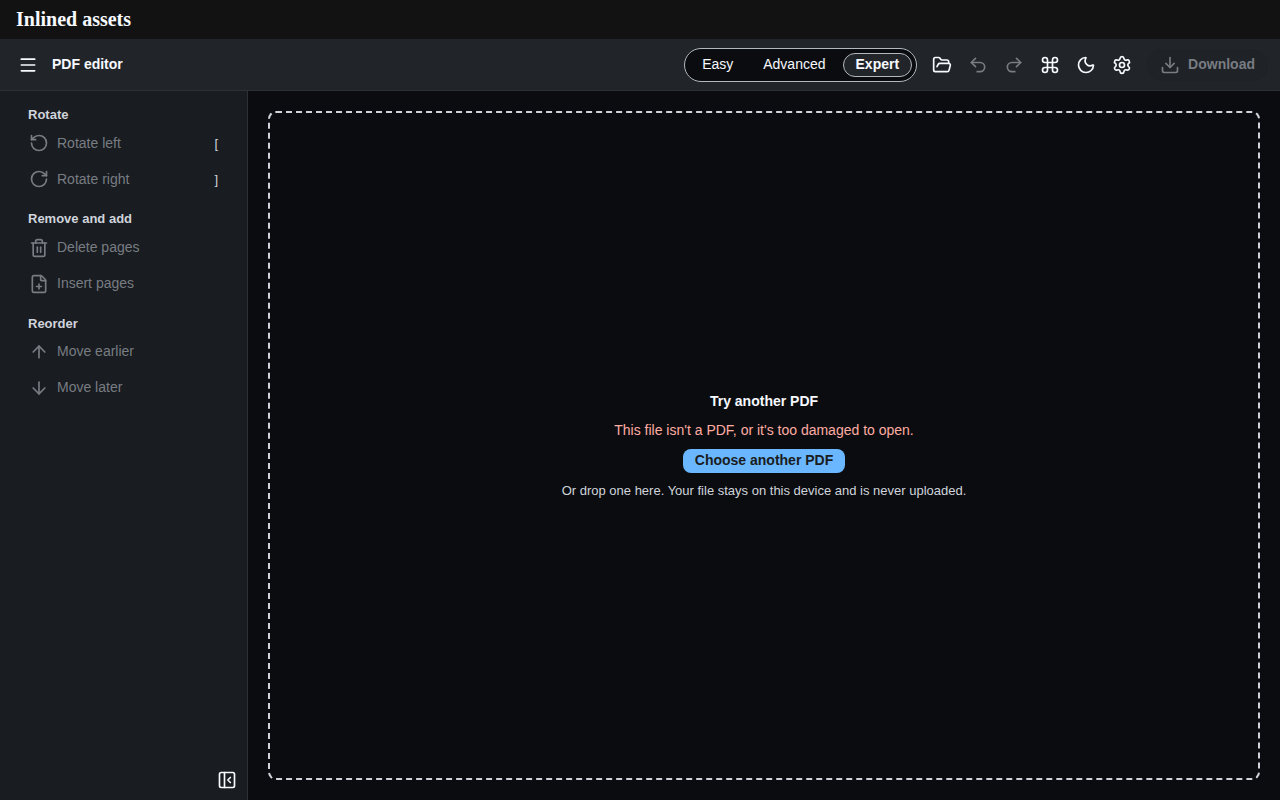 Inlined assets
PDF editor
Easy Advanced Expert
Download
Rotate
Rotate left [
Rotate right ]
Remove and add
Delete pages
Insert pages
Reorder
Move earlier
Move later
Try another PDF
This file isn't a PDF, or it's too damaged to open.
Choose another PDF
Or drop one here. Your file stays on this device and is never uploaded.